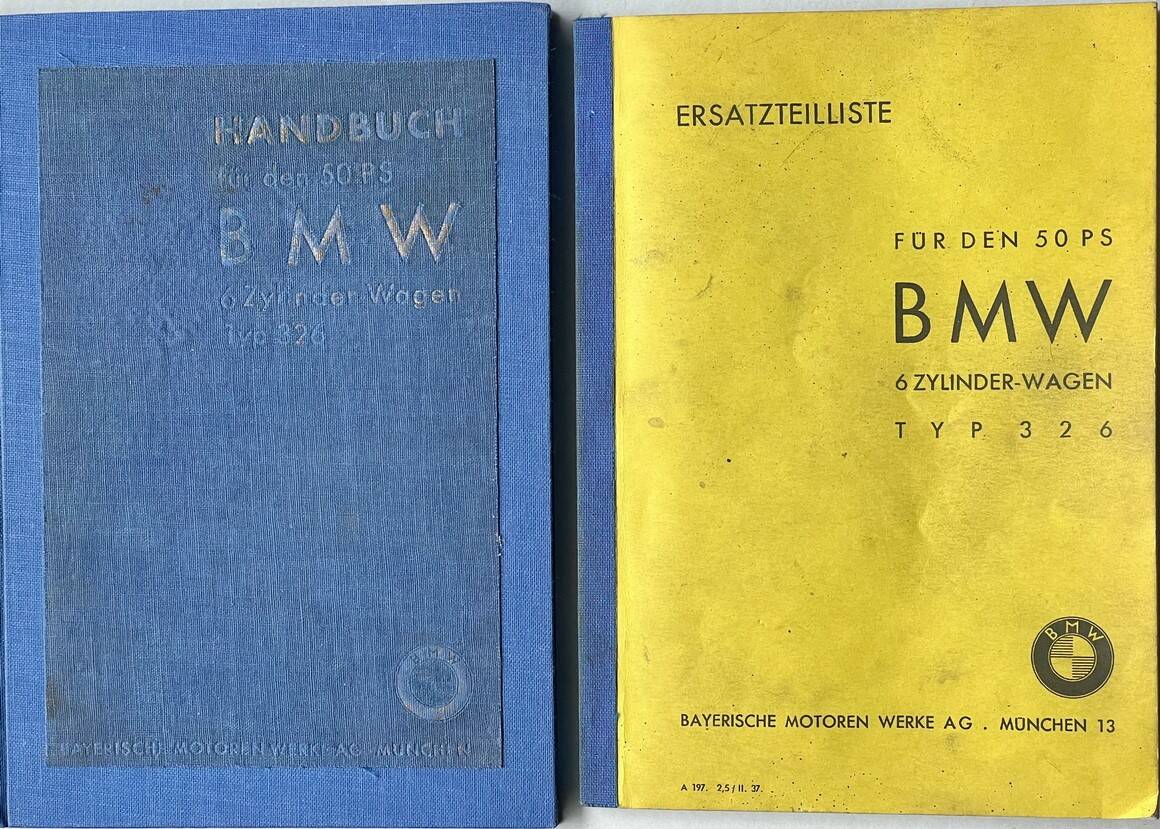 HANDBUCH
für den 50 PS
BMW
6 Zylinder-Wagen
Typ 326
BMW
BAYERISCHE MOTOREN WERKE AG . MÜNCHEN
ERSATZTEILLISTE
FÜR DEN 50 PS
BMW
6 ZYLINDER-WAGEN
TYP 326
BMW
BAYERISCHE MOTOREN WERKE AG . MÜNCHEN 13
A 197. 2,5 / II. 37.